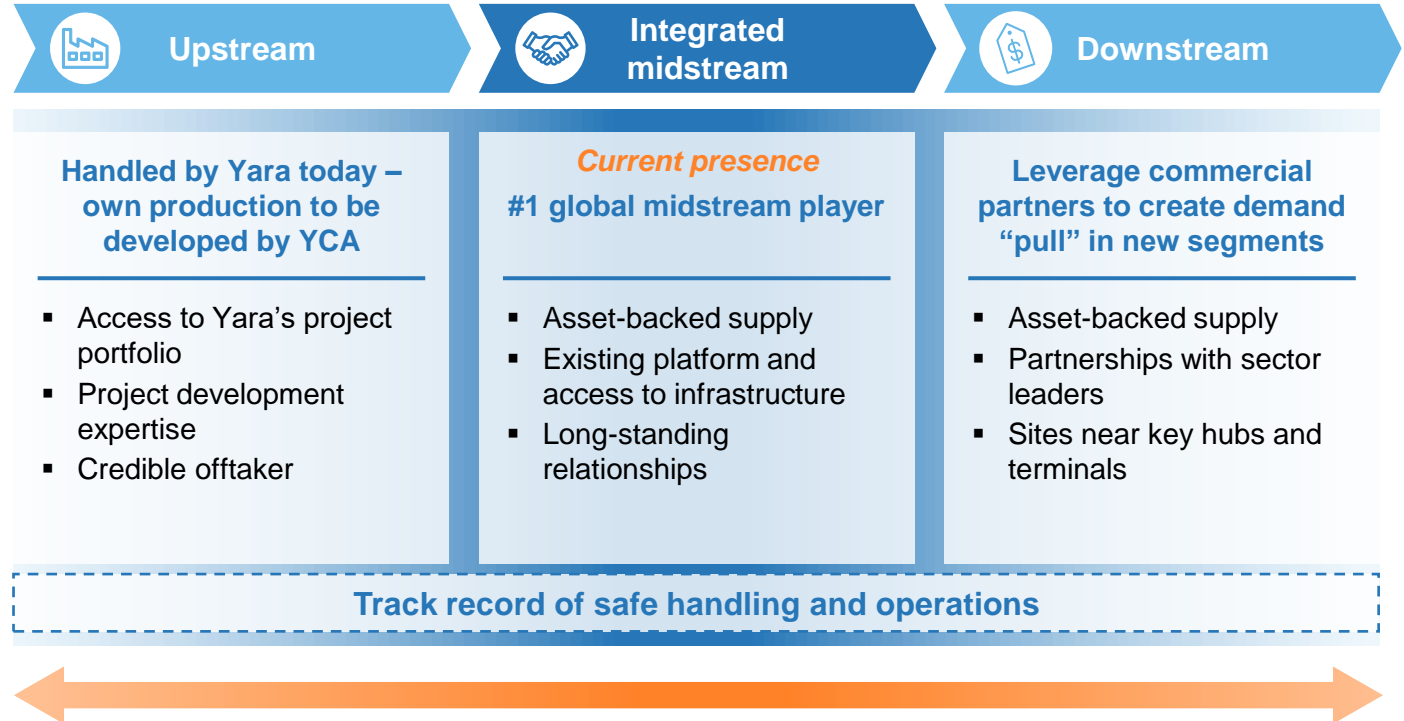 Upstream
Integrated
midstream
Downstream
Handled by Yara today –
own production to be
developed by YCA
▪ Access to Yara's project
portfolio
▪ Project development
expertise
▪ Credible offtaker
Current presence
#1 global midstream player
▪ Asset-backed supply
▪ Existing platform and
access to infrastructure
▪ Long-standing
relationships
Leverage commercial
partners to create demand
“pull” in new segments
▪ Asset-backed supply
▪ Partnerships with sector
leaders
▪ Sites near key hubs and
terminals
Track record of safe handling and operations